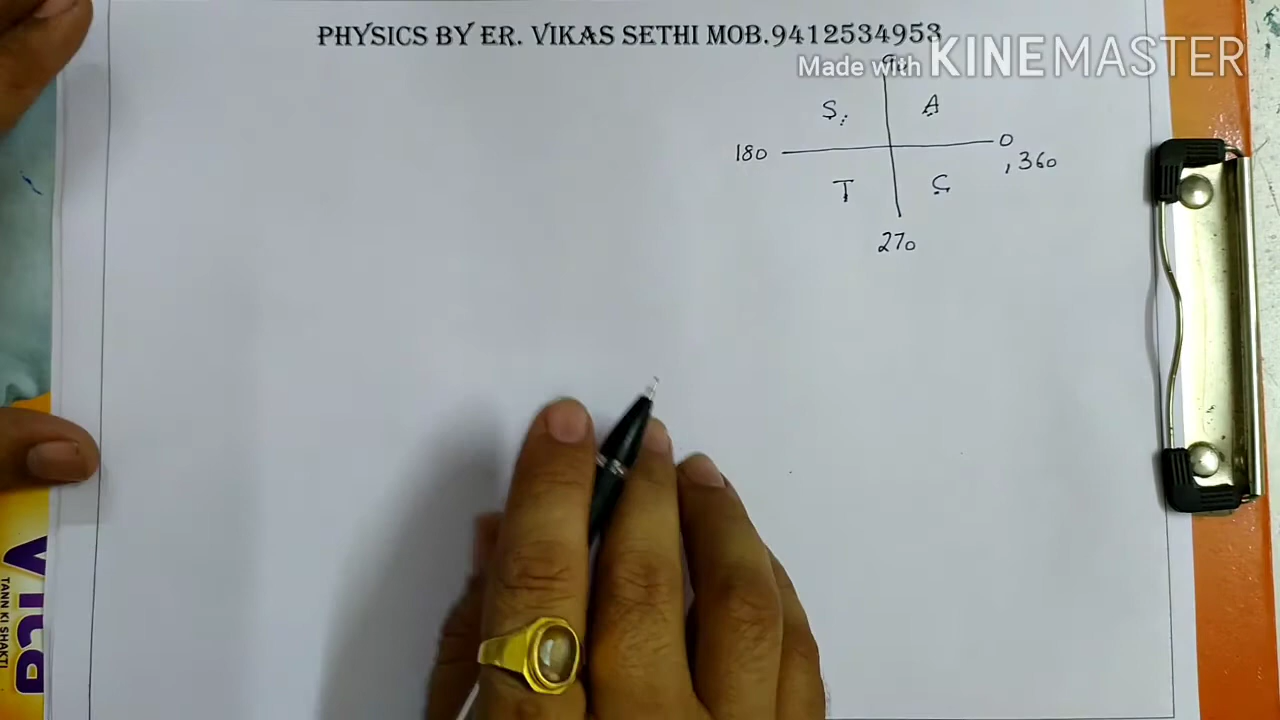 PHYSICS BY ER. VIKAS SETHI MOB.9412534953
Made with KINEMASTER
S A
180 0
, 360
T C
270
Vita
TANN KI SHAKTI